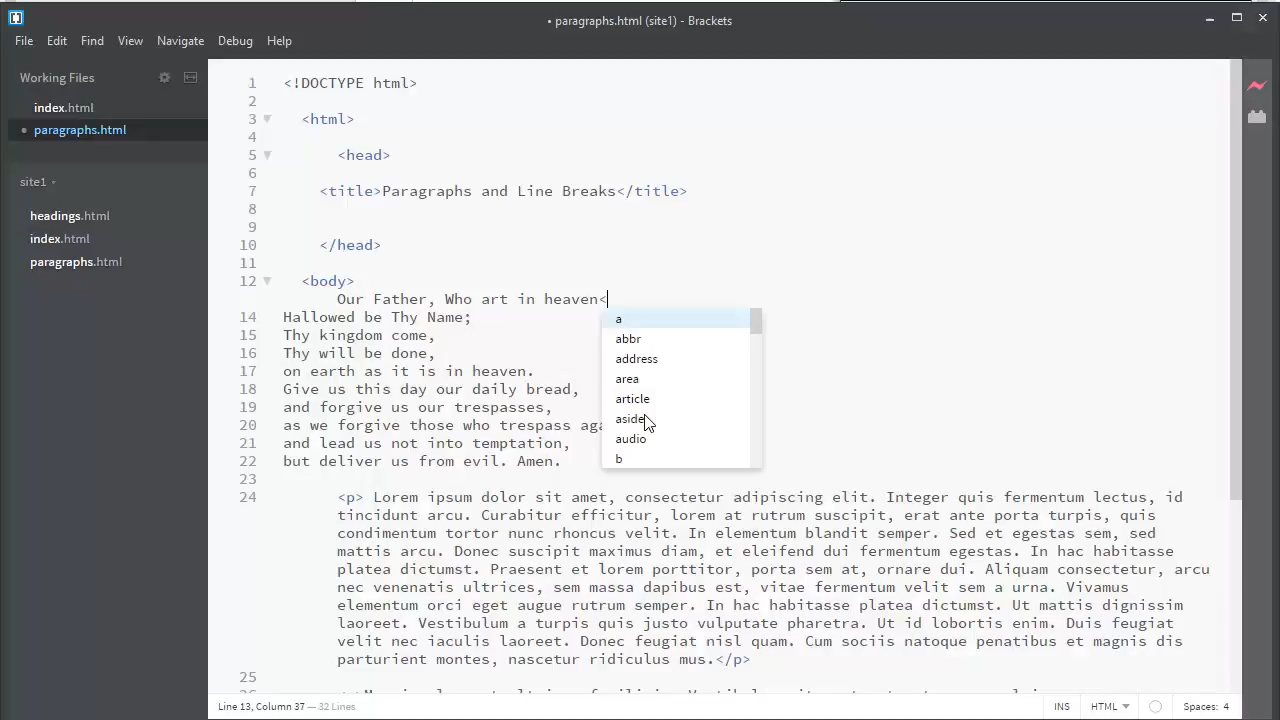 • paragraphs.html (site1) - Brackets
File Edit Find View Navigate Debug Help
Working Files
index.html
• paragraphs.html
site1
headings.html
index.html
paragraphs.html
1 <!DOCTYPE html>
2
3 <html>
4
5 <head>
6
7 <title>Paragraphs and Line Breaks</title>
8
9
10 </head>
11
12 <body>
Our Father, Who art in heaven<
14 Hallowed be Thy Name;
15 Thy kingdom come,
16 Thy will be done,
17 on earth as it is in heaven.
18 Give us this day our daily bread,
19 and forgive us our trespasses,
20 as we forgive those who trespass aga
21 and lead us not into temptation,
22 but deliver us from evil. Amen.
23
24 <p> Lorem ipsum dolor sit amet, consectetur adipiscing elit. Integer quis fermentum lectus, id
tincidunt arcu. Curabitur efficitur, lorem at rutrum suscipit, erat ante porta turpis, quis
condimentum tortor nunc rhoncus velit. In elementum blandit semper. Sed et egestas sem, sed
mattis arcu. Donec suscipit maximus diam, et eleifend dui fermentum egestas. In hac habitasse
platea dictumst. Praesent et lorem porttitor, porta sem at, ornare dui. Aliquam consectetur, arcu
nec venenatis ultrices, sem massa dapibus est, vitae fermentum velit sem a urna. Vivamus
elementum orci eget augue rutrum semper. In hac habitasse platea dictumst. Ut mattis dignissim
laoreet. Vestibulum a turpis quis justo vulputate pharetra. Ut id lobortis enim. Duis feugiat
velit nec iaculis laoreet. Donec feugiat nisl quam. Cum sociis natoque penatibus et magnis dis
parturient montes, nascetur ridiculus mus.</p>
25
a
abbr
address
area
article
aside
audio
b
Line 13, Column 37 — 32 Lines
INS
HTML
Spaces: 4